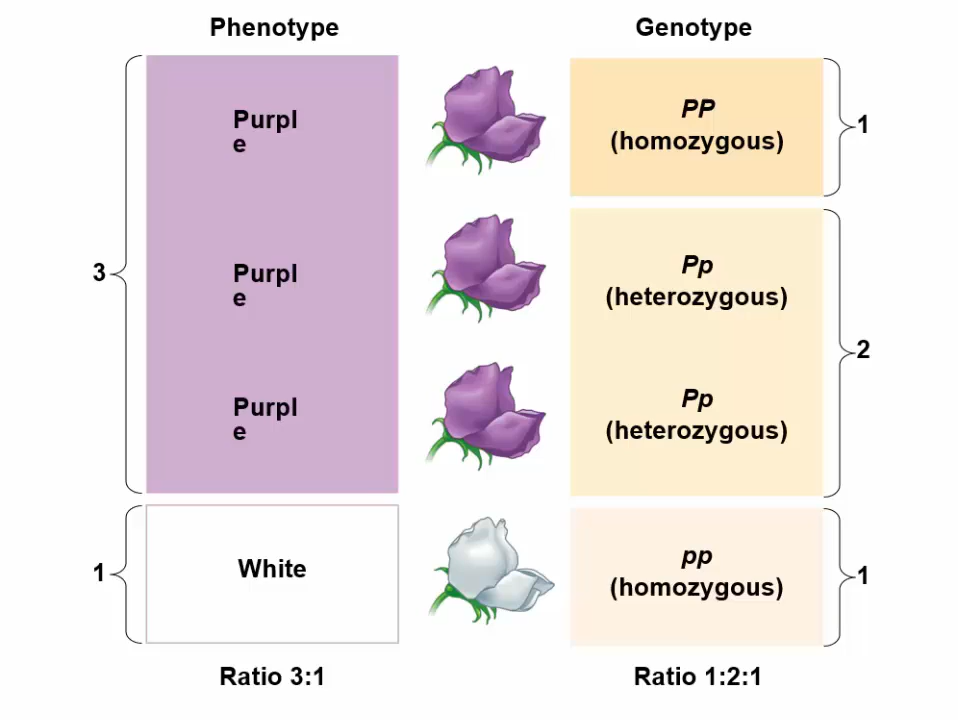 Phenotype
Genotype
3
Purpl
e
PP
(homozygous)
1
Purpl
e
Pp
(heterozygous)
2
Purpl
e
Pp
(heterozygous)
1
White
pp
(homozygous)
1
Ratio 3:1
Ratio 1:2:1